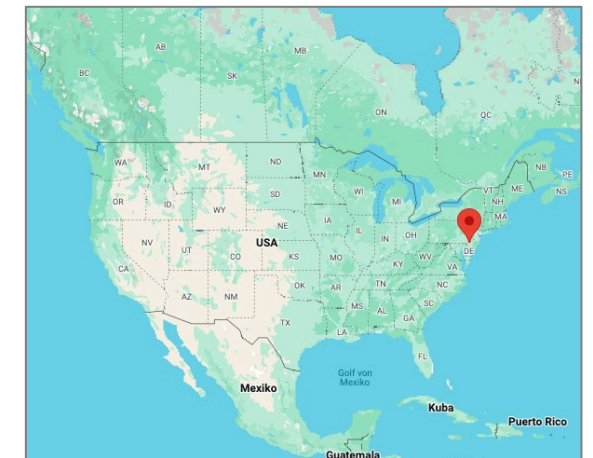 MB
AB
BC
SK
ON
QC
N
NB
PE
NS
ME
VT
NH
MA
WA
MT
ND
MN
WI
MI
OR
ID
WY
SD
IA
NE
USA
NV
UT
CO
KS
MO
IL
IN
OH
KY
WV
VA
DE
CA
AZ
NM
OK
AR
TN
NC
SC
TX
LA
MS
AL
GA
FL
Golf von
Mexiko
Mexiko
Kuba
Puerto Rico
Guatemala